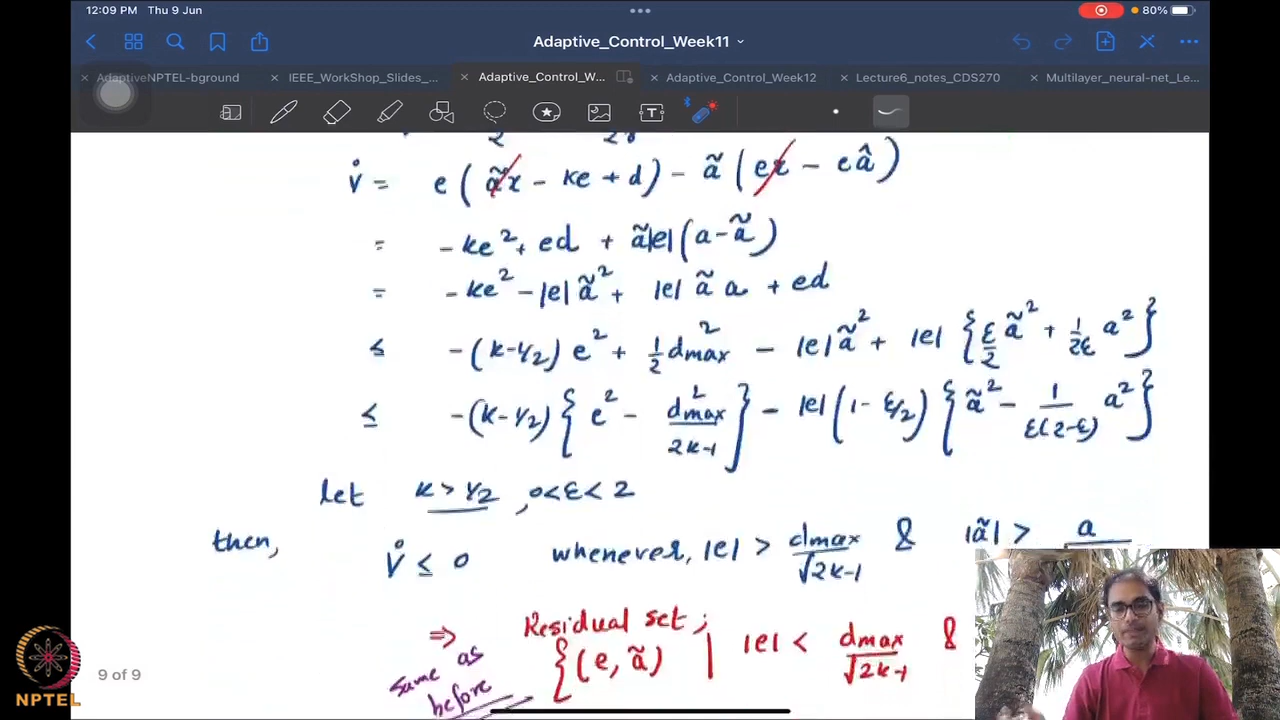 12:09 PM Thu 9 Jun
80%
Adaptive_Control_Week11
AdaptiveNPTEL-bground
IEEE_WorkShop_Slides_...
Adaptive_Control_W...
Adaptive_Control_Week12
Lecture6_notes_CDS270
Multilayer_neural-net_Le...
V̇ = e(ãx - ke + d) - ã(ex - eâ)
= -ke² + ed + ã|e|(a - ã)
= -ke² - |e|ã² + |e|ãa + ed
≤ -(k-1/2)e² + 1/2 dmax² - |e|ã² + |e|{ε/2 ã² + 1/2ε a²}
≤ -(k-1/2){e² - dmax²/2k-1} - |e|(1-ε/2){ã² - 1/ε(2-ε) a²}
let k > 1/2, 0<ε<2
then, V̇ ≤ 0 whenever, |e| > dmax/√2k-1 & |ã| > a
⇒ Residual set;
same as before
{(e, ã) | |e| < dmax/√2k-1 &
9 of 9
NPTEL